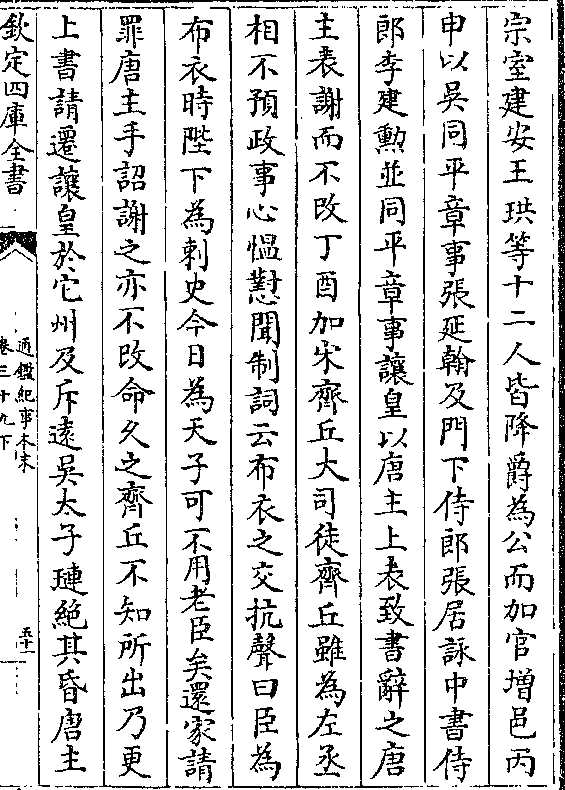 宗室建安王珙等十二人皆降爵為公而加官增邑丙
申以吳同平章事張延翰及門下侍郎張居詠中書侍
郎李建勲並同平章事讓皇以唐主上表致書辭之唐
主表謝而不改丁酉加宋齊丘大司徒齊丘雖為左丞
相不預政事心愠懟聞制詞云布衣之交抗聲曰臣為
布衣時陛下為刺史今日為天子可不用老臣矣還家請
罪唐主手詔謝之亦不改命久之齊丘不知所出乃更
上書請遷讓皇於它州及斥遠吳太子璉絶其昏唐主
欽定四庫全書
通鑑紀事本末
卷三十九下
五十二